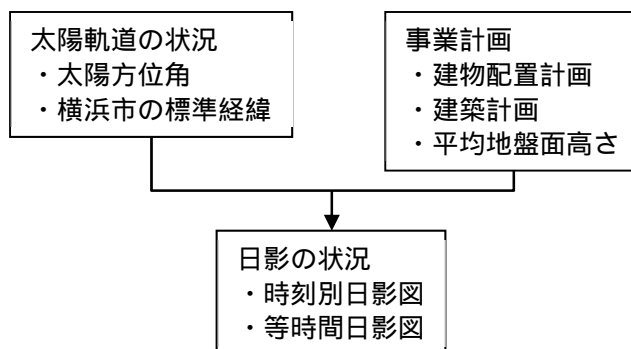 太陽軌道の状況
・太陽方位角
・横浜市の標準経緯
事業計画
・建物配置計画
・建築計画
・平均地盤面高さ
日影の状況
・時刻別日影図
・等時間日影図